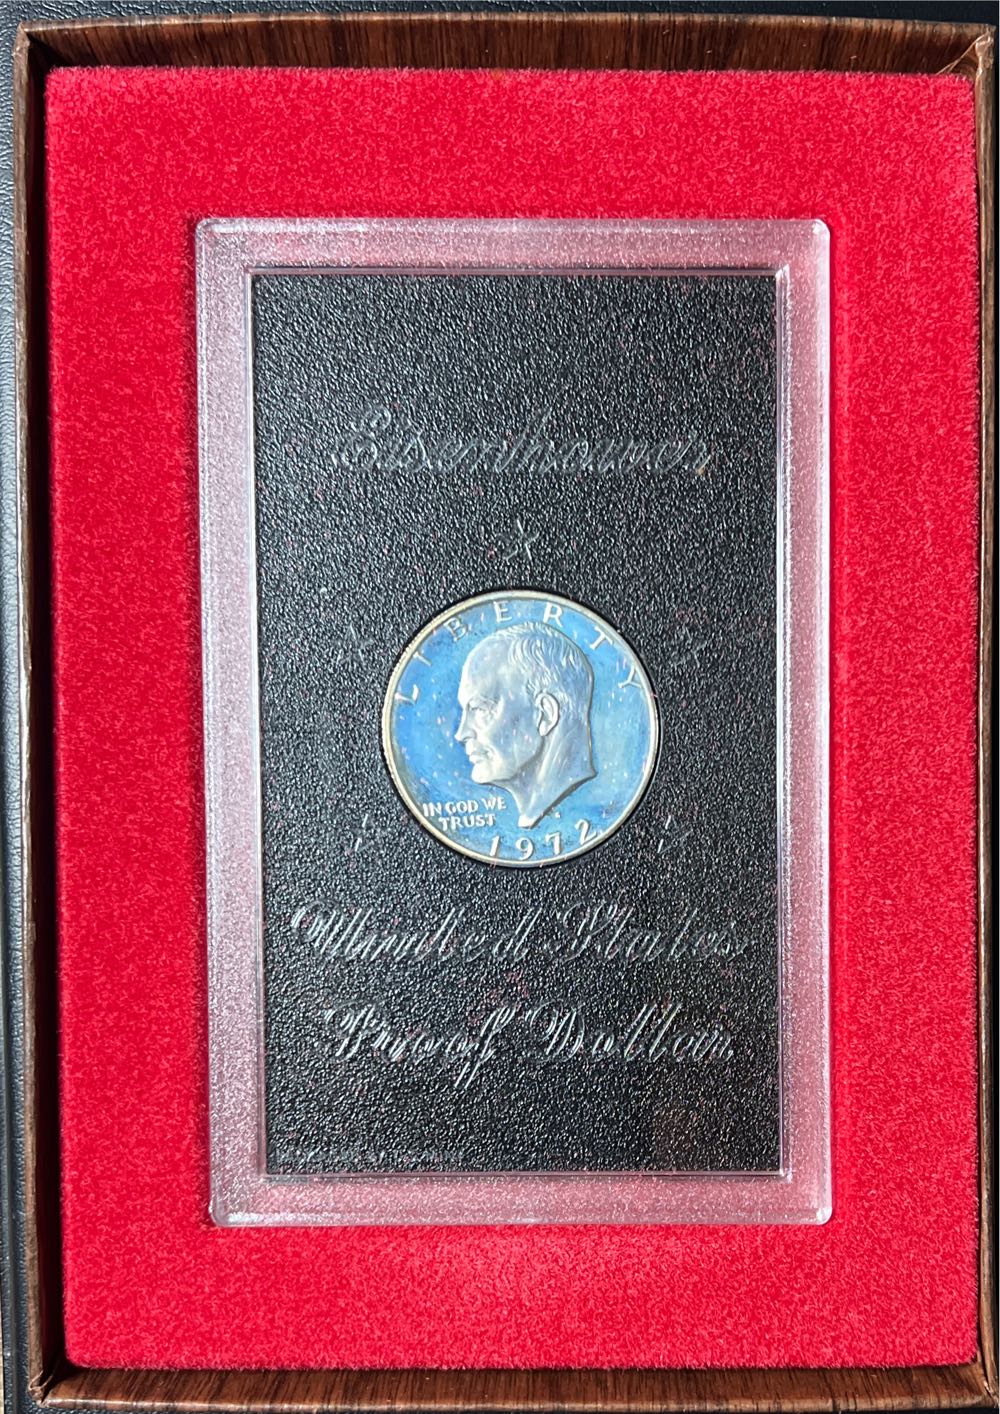 Eisenhower
LIBERTY
IN GOD WE
TRUST
1972
United States
Proof Dollar